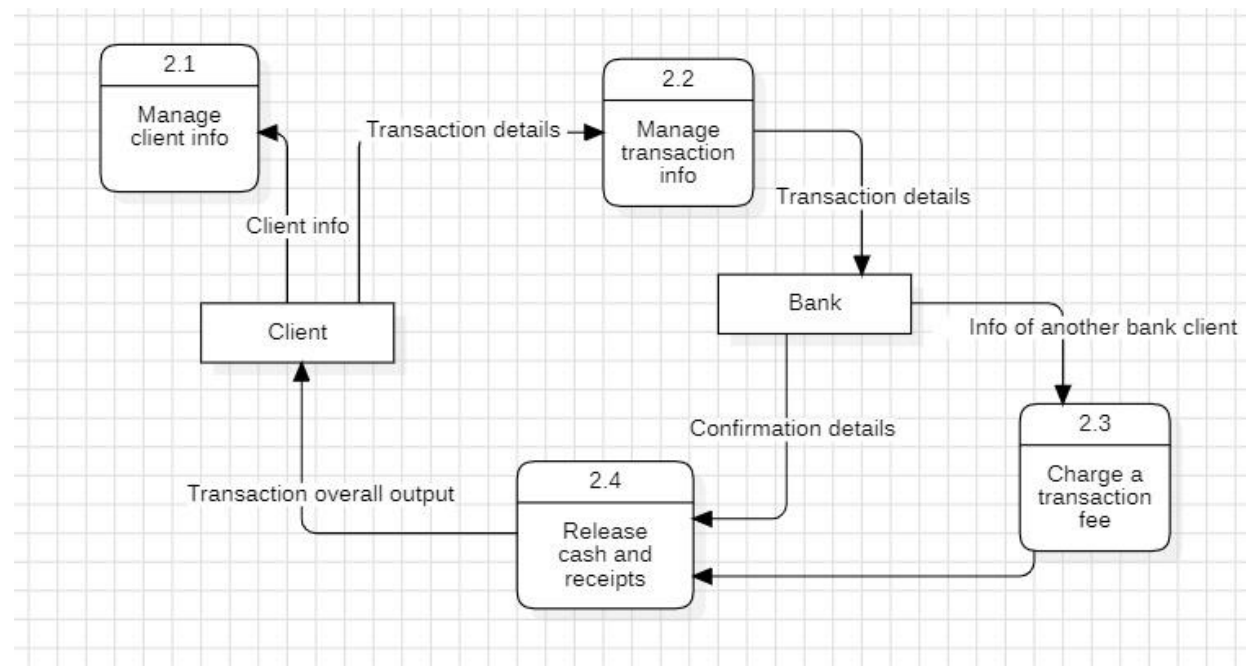 2.1
Manage
client info
Transaction details
2.2
Manage
transaction
info
Transaction details
Client info
Client
Bank
Info of another bank client
Confirmation details
2.3
Charge a
transaction
fee
Transaction overall output
2.4
Release
cash and
receipts